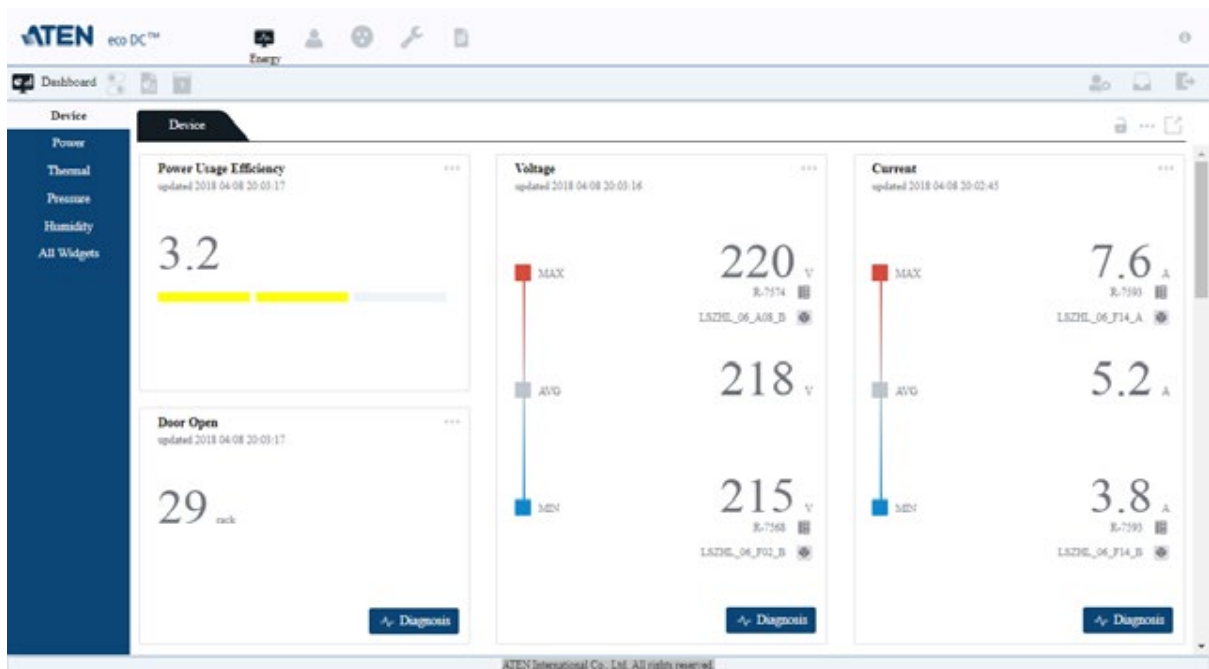 ATEN eco DC™
Energy
Dashboard
Device
Power
Thermal
Pressure
Humidity
All Widgets
Device
Power Usage Efficiency
updated 2018 04/08 20:03:17
3.2
Door Open
updated 2018 04/08 20:03:17
29 rack
Diagnosis
Voltage
updated 2018 04/08 20:03:16
MAX
220 V
R-7574
LSZHL_06_A08_B
AVG
218 V
MIN
215 V
R-7568
LSZHL_06_F02_B
Diagnosis
Current
updated 2018 04/08 20:02:45
MAX
7.6 A
R-7593
LSZHL_06_F14_A
AVG
5.2 A
MIN
3.8 A
R-7593
LSZHL_06_F14_B
Diagnosis
ATEN International Co., Ltd. All rights reserved.